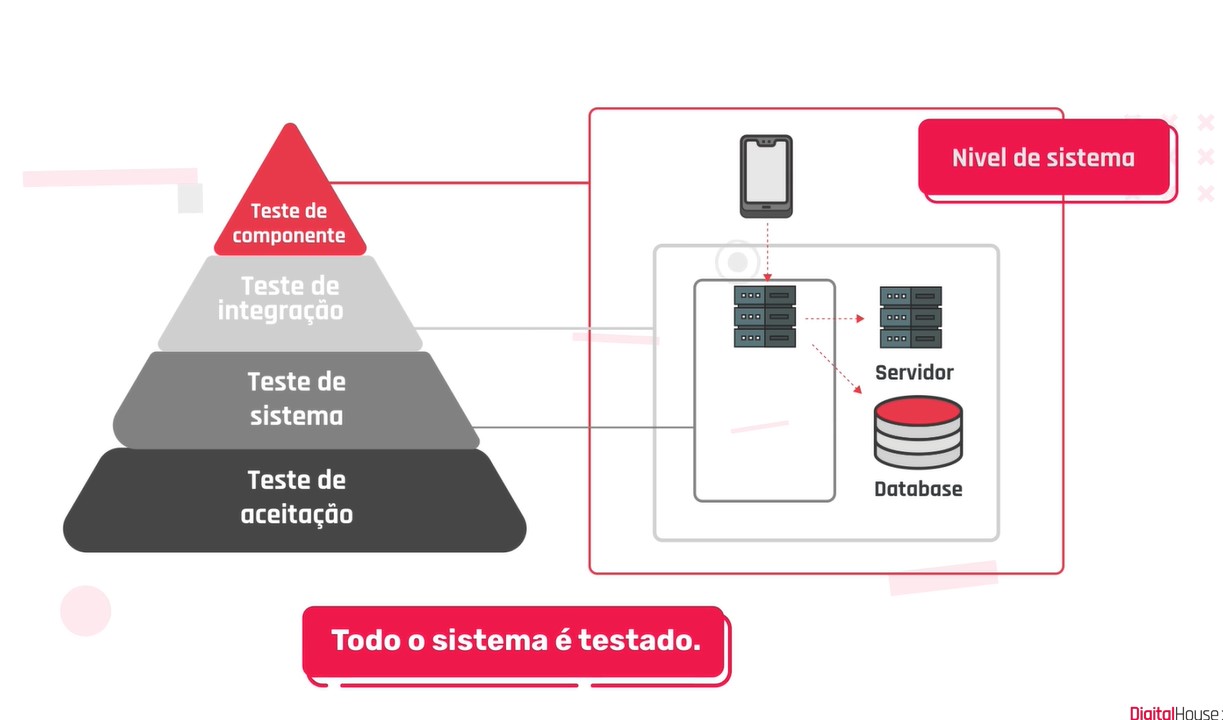 Nivel de sistema
Teste de
componente
Teste de
integração
Teste de
sistema
Teste de
aceitação
Servidor
Database
Todo o sistema é testado.
DigitalHouse